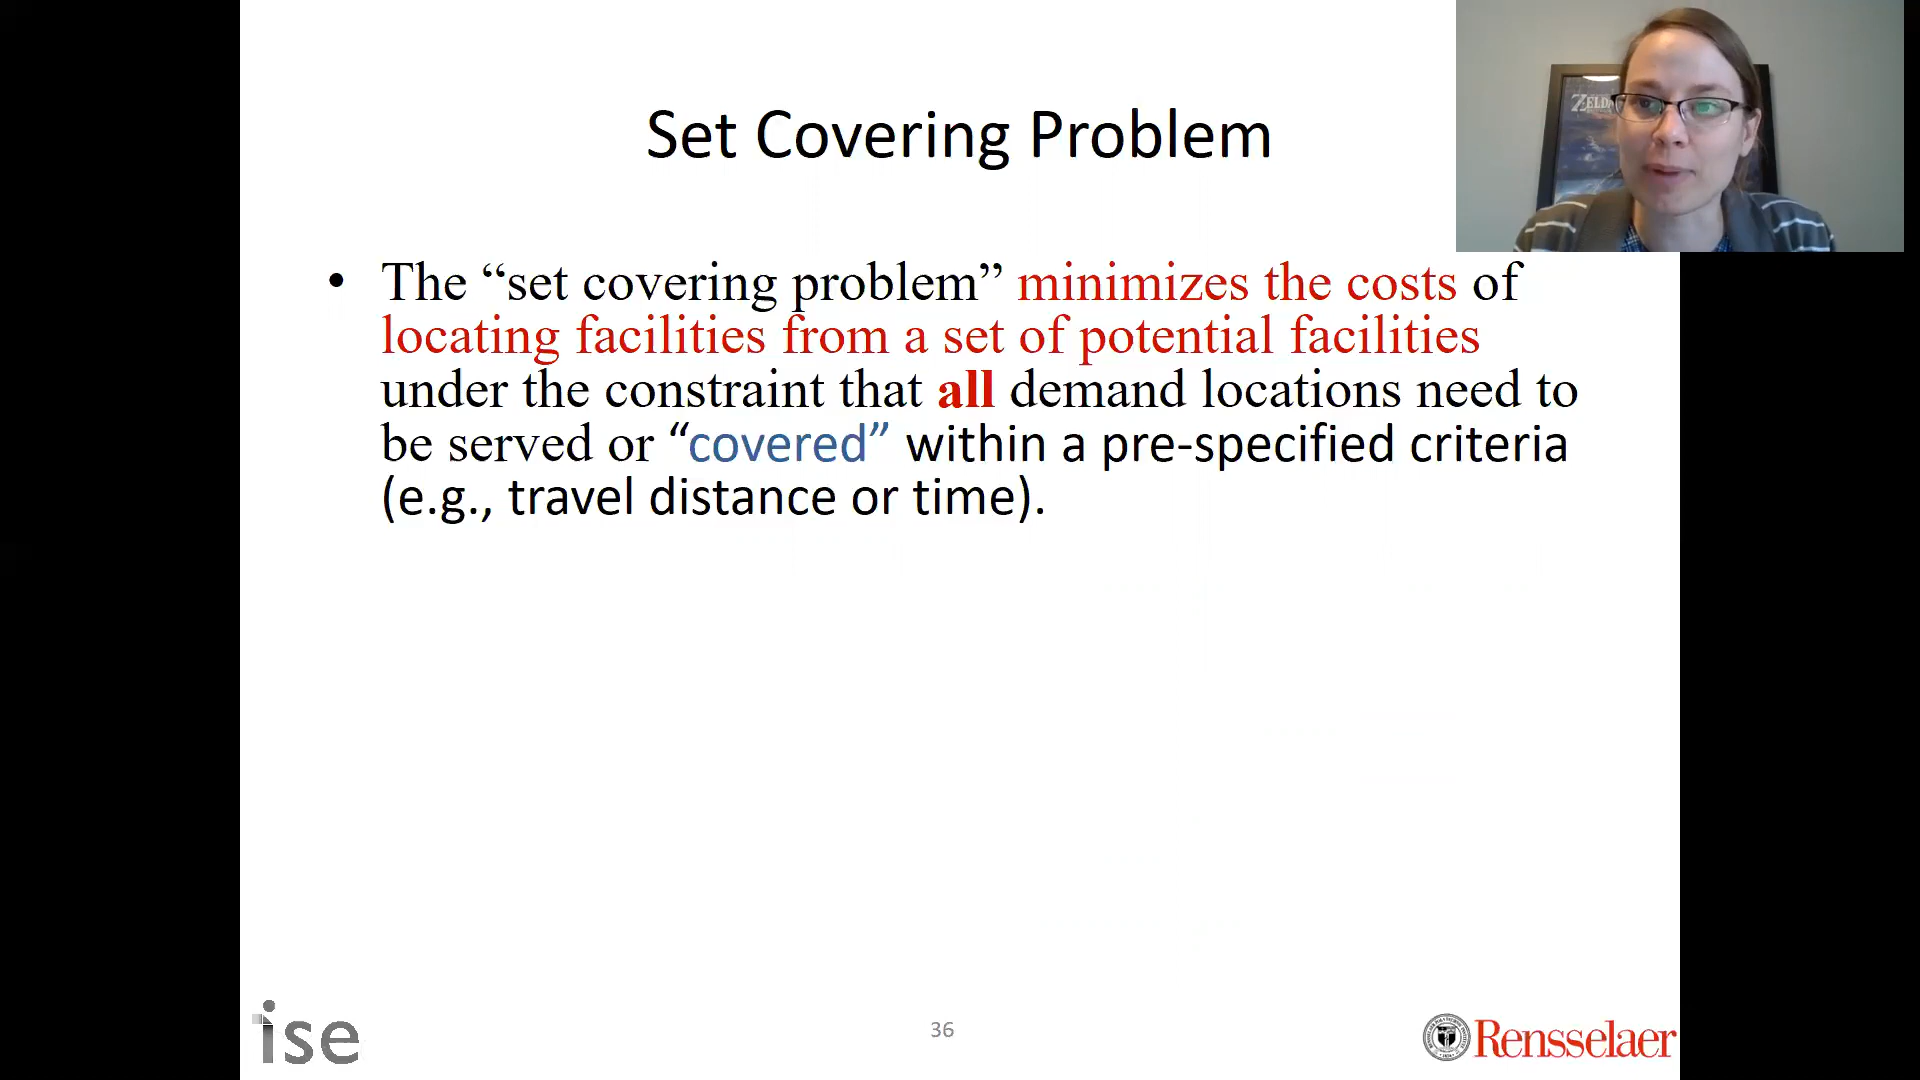 Set Covering Problem
ZELDA
• The “set covering problem” minimizes the costs of
locating facilities from a set of potential facilities
under the constraint that all demand locations need to
be served or “covered” within a pre-specified criteria
(e.g., travel distance or time).
ise
36
Rensselaer